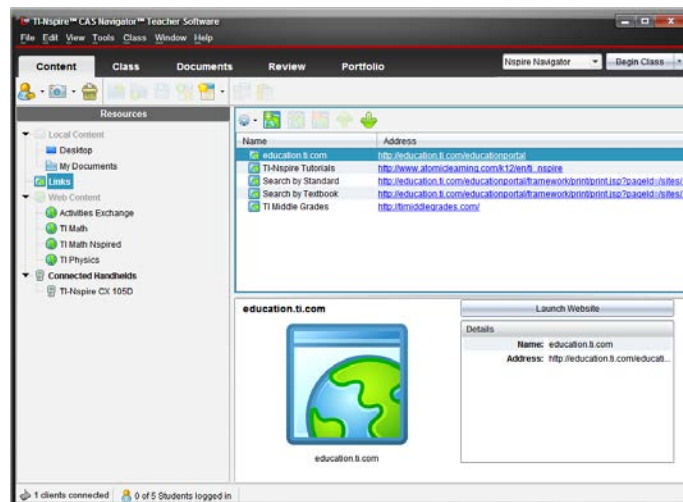 TI-Nspire™ CAS Navigator™ Teacher Software
File Edit View Tools Class Window Help
Content Class Documents Review Portfolio Nspire Navigator Begin Class
Resources
Local Content
Desktop
My Documents
Links
Web Content
Activities Exchange
TI Math
TI Math Nspired
TI Physics
Connected Handhelds
TI-Nspire CX 105D
Name Address
education.ti.com http://education.ti.com/educationportal
TI-Nspire Tutorials http://www.atomiclearning.com/k12/en/ti_nspire
Search by Standard http://education.ti.com/educationportal/framework/print/print.jsp?pageId=/sites/
Search by Textbook http://education.ti.com/educationportal/framework/print/print.jsp?pageId=/sites/
TI Middle Grades http://timiddlegrades.com/
education.ti.com
Launch Website
Details
Name: education.ti.com
Address: http://education.ti.com/educati...
education.ti.com
1 clients connected 0 of 5 Students logged in